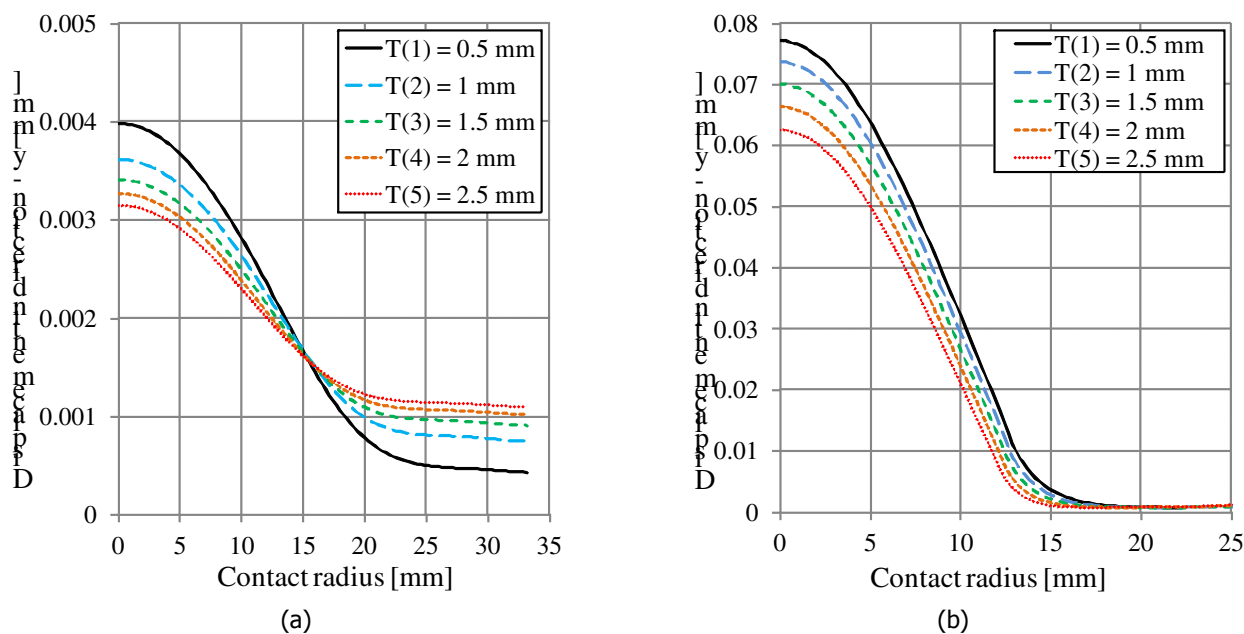 0.005
0.004
0.003
0.002
0.001
0
0 5 10 15 20 25 30 35
Contact radius [mm]
T(1) = 0.5 mm
T(2) = 1 mm
T(3) = 1.5 mm
T(4) = 2 mm
T(5) = 2.5 mm
(a)
0.08
0.07
0.06
0.05
0.04
0.03
0.02
0.01
0
0 5 10 15 20 25
Contact radius [mm]
T(1) = 0.5 mm
T(2) = 1 mm
T(3) = 1.5 mm
T(4) = 2 mm
T(5) = 2.5 mm
(b)